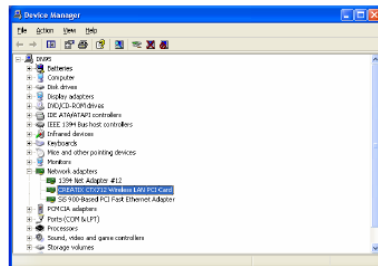 Device Manager
File Action View Help
DNPS
Batteries
Computer
Disk drives
Display adapters
DVD/CD-ROM drives
IDE ATA/ATAPI controllers
IEEE 1394 Bus host controllers
Infrared devices
Keyboards
Mice and other pointing devices
Monitors
Network adapters
1394 Net Adapter #12
CREATIX CTX712 Wireless LAN PCI Card
SiS 900-Based PCI Fast Ethernet Adapter
PCMCIA adapters
Ports (COM & LPT)
Processors
Sound, video and game controllers
Storage volumes